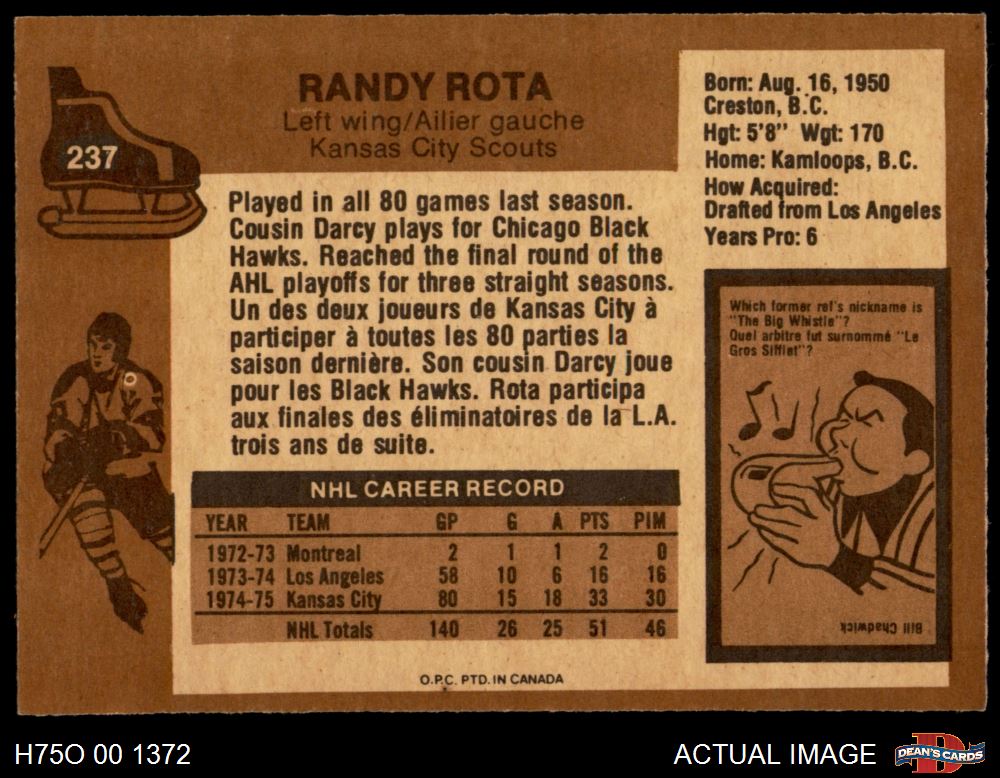 237
RANDY ROTA
Left wing/Ailier gauche
Kansas City Scouts
Born: Aug. 16, 1950
Creston, B.C.
Hgt: 5'8" Wgt: 170
Home: Kamloops, B.C.
How Acquired:
Drafted from Los Angeles
Years Pro: 6
Played in all 80 games last season.
Cousin Darcy plays for Chicago Black
Hawks. Reached the final round of the
AHL playoffs for three straight seasons.
Un des deux joueurs de Kansas City à
participer à toutes les 80 parties la
saison dernière. Son cousin Darcy joue
pour les Black Hawks. Rota participa
aux finales des éliminatoires de la L.A.
trois ans de suite.
Which former ref's nickname is
"The Big Whistle"?
Quel arbitre fut surnommé "Le
Gros Sifflet"?
Bill Chadwick
NHL CAREER RECORD
YEAR TEAM GP G A PTS PIM
1972-73 Montreal 2 1 1 2 0
1973-74 Los Angeles 58 10 6 16 16
1974-75 Kansas City 80 15 18 33 30
NHL Totals 140 26 25 51 46
O.P.C. PTD. IN CANADA
H75O 00 1372
ACTUAL IMAGE
DEAN'S CARDS